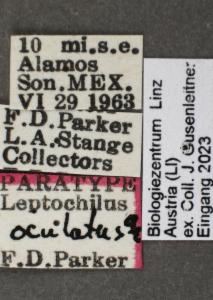 10 mi.s.e.
Alamos
Son.MEX.
VI 29 1963
F.D.Parker
L.A.Stange
Collectors
PARATYPE
Leptochilus
oculatus
F.D.Parker
Biologiezentrum Linz
Austria (LI)
ex. Coll. J. Gusenleitner
Eingang 2023